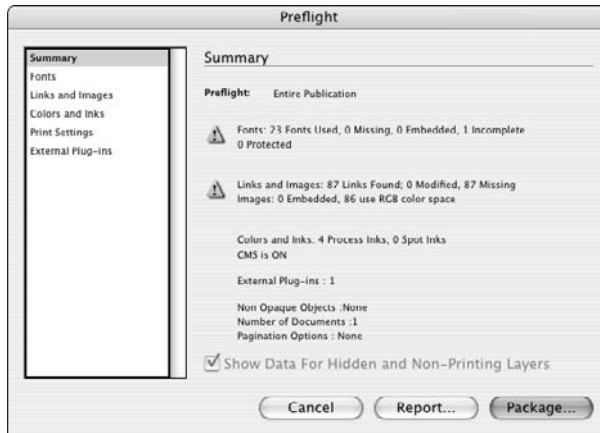 Preflight
Summary
Fonts
Links and Images
Colors and Inks
Print Settings
External Plug-ins
Summary
Preflight: Entire Publication
Fonts: 23 Fonts Used, 0 Missing, 0 Embedded, 1 Incomplete
0 Protected
Links and Images: 87 Links Found; 0 Modified, 87 Missing
Images: 0 Embedded, 86 use RGB color space
Colors and Inks: 4 Process Inks, 0 Spot Inks
CMS is ON
External Plug-ins : 1
Non Opaque Objects :None
Number of Documents :1
Pagination Options : None
Show Data For Hidden and Non-Printing Layers
Cancel
Report...
Package...